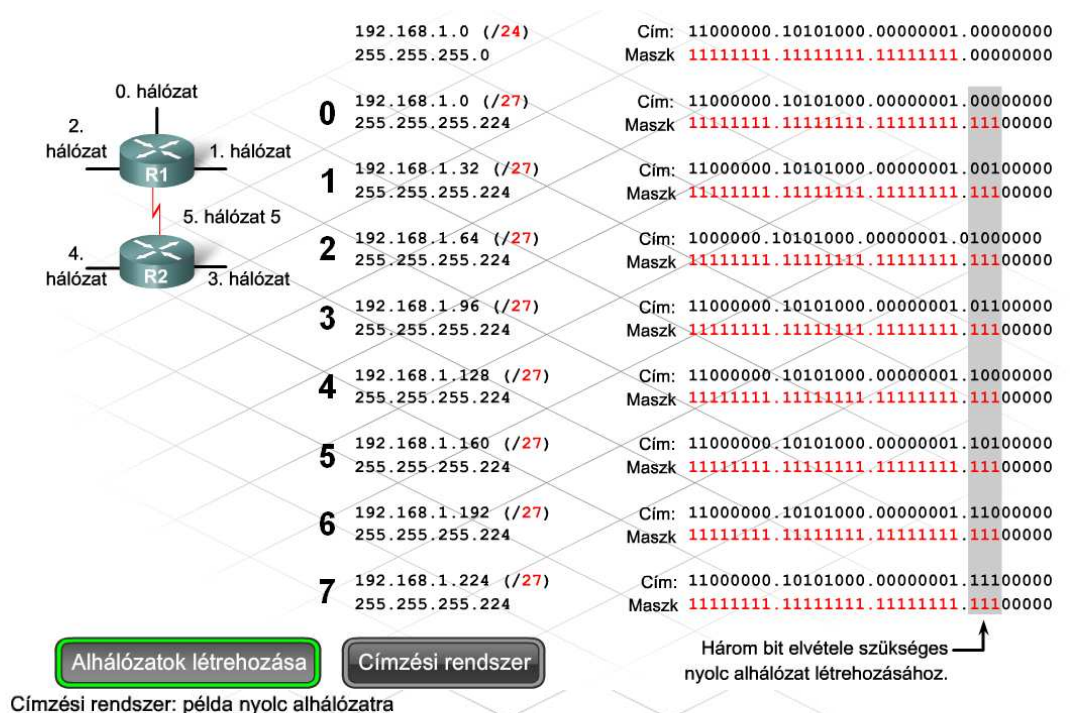 192.168.1.0 (/24) Cím: 11000000.10101000.00000001.00000000
255.255.255.0 Maszk 11111111.11111111.11111111.00000000
0. hálózat
2. hálózat
1. hálózat
R1
5. hálózat 5
4. hálózat
R2
3. hálózat
0 192.168.1.0 (/27) Cím: 11000000.10101000.00000001.00000000
255.255.255.224 Maszk 11111111.11111111.11111111.11100000
1 192.168.1.32 (/27) Cím: 11000000.10101000.00000001.00100000
255.255.255.224 Maszk 11111111.11111111.11111111.11100000
2 192.168.1.64 (/27) Cím: 1000000.10101000.00000001.01000000
255.255.255.224 Maszk 11111111.11111111.11111111.11100000
3 192.168.1.96 (/27) Cím: 11000000.10101000.00000001.01100000
255.255.255.224 Maszk 11111111.11111111.11111111.11100000
4 192.168.1.128 (/27) Cím: 11000000.10101000.00000001.10000000
255.255.255.224 Maszk 11111111.11111111.11111111.11100000
5 192.168.1.160 (/27) Cím: 11000000.10101000.00000001.10100000
255.255.255.224 Maszk 11111111.11111111.11111111.11100000
6 192.168.1.192 (/27) Cím: 11000000.10101000.00000001.11000000
255.255.255.224 Maszk 11111111.11111111.11111111.11100000
7 192.168.1.224 (/27) Cím: 11000000.10101000.00000001.11100000
255.255.255.224 Maszk 11111111.11111111.11111111.11100000
Alhálózatok létrehozása
Címzési rendszer
Három bit elvétele szükséges
nyolc alhálózat létrehozásához.
Címzési rendszer: példa nyolc alhálózatra